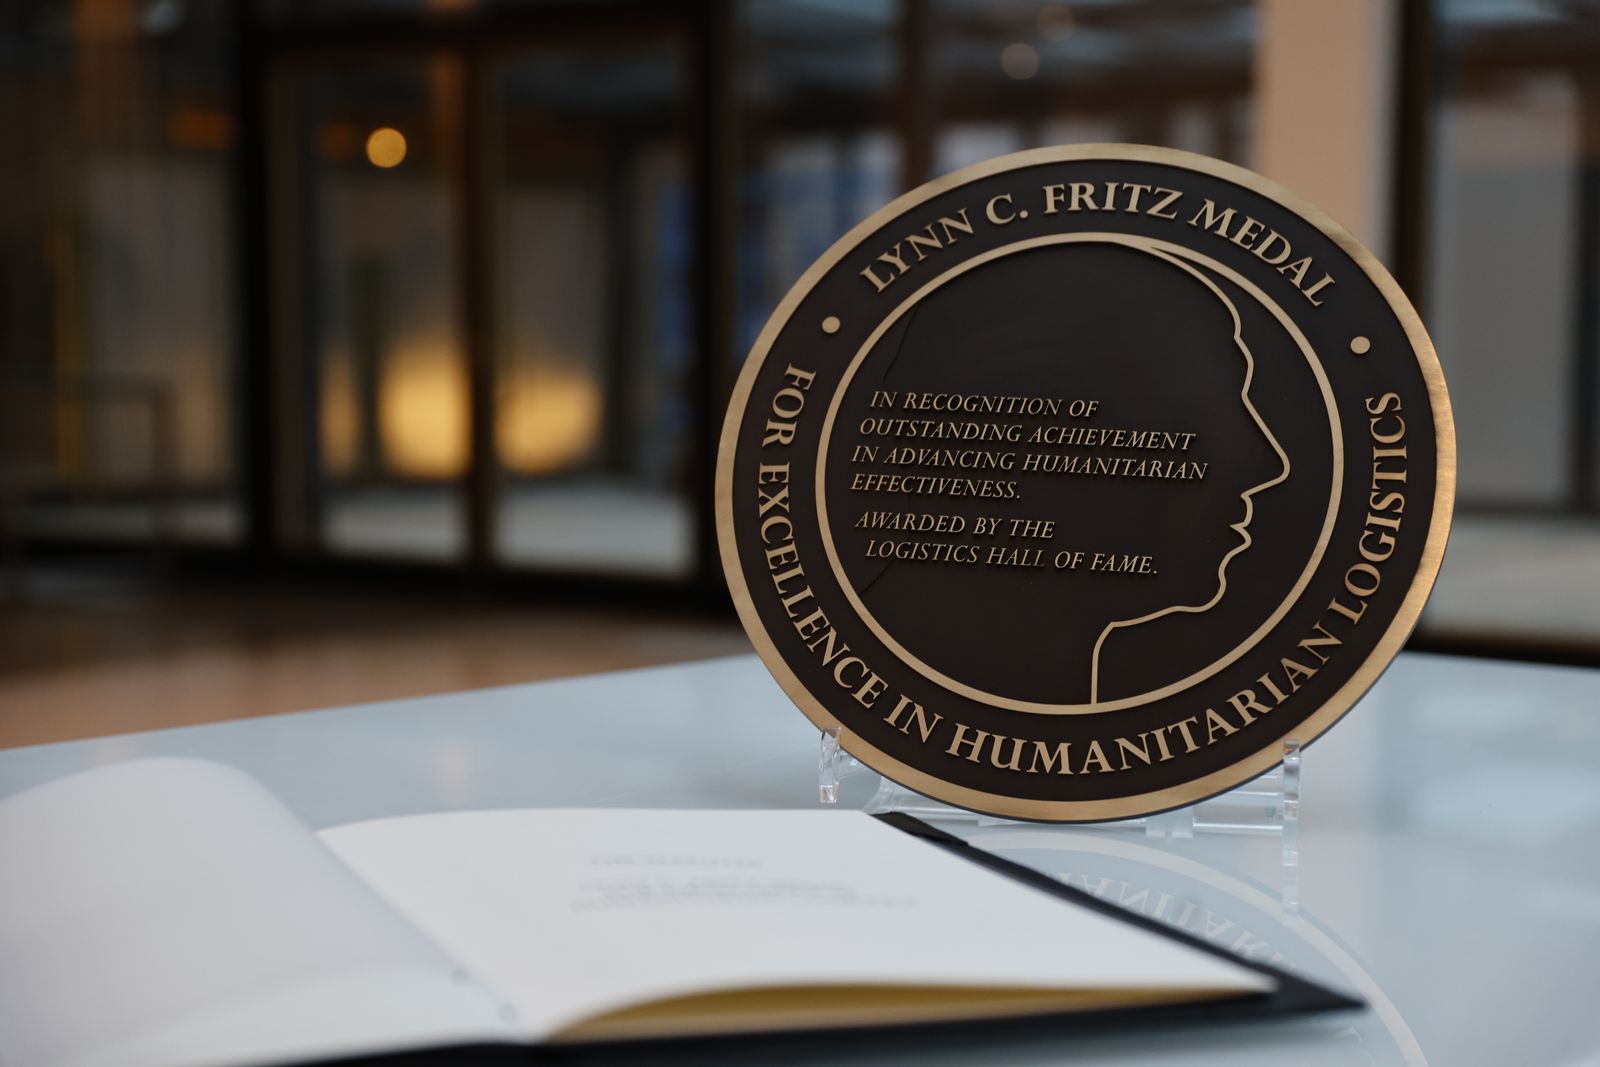 LYNN C. FRITZ MEDAL
FOR EXCELLENCE IN HUMANITARIAN LOGISTICS
IN RECOGNITION OF
OUTSTANDING ACHIEVEMENT
IN ADVANCING HUMANITARIAN
EFFECTIVENESS.
AWARDED BY THE
LOGISTICS HALL OF FAME.